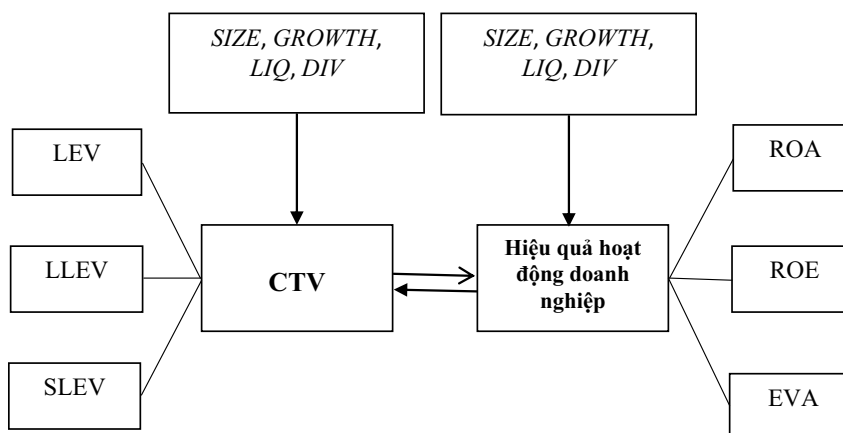 SIZE, GROWTH,
LIQ, DIV
SIZE, GROWTH,
LIQ, DIV
LEV
LLEV
SLEV
CTV
Hiệu quả hoạt
động doanh
nghiệp
ROA
ROE
EVA